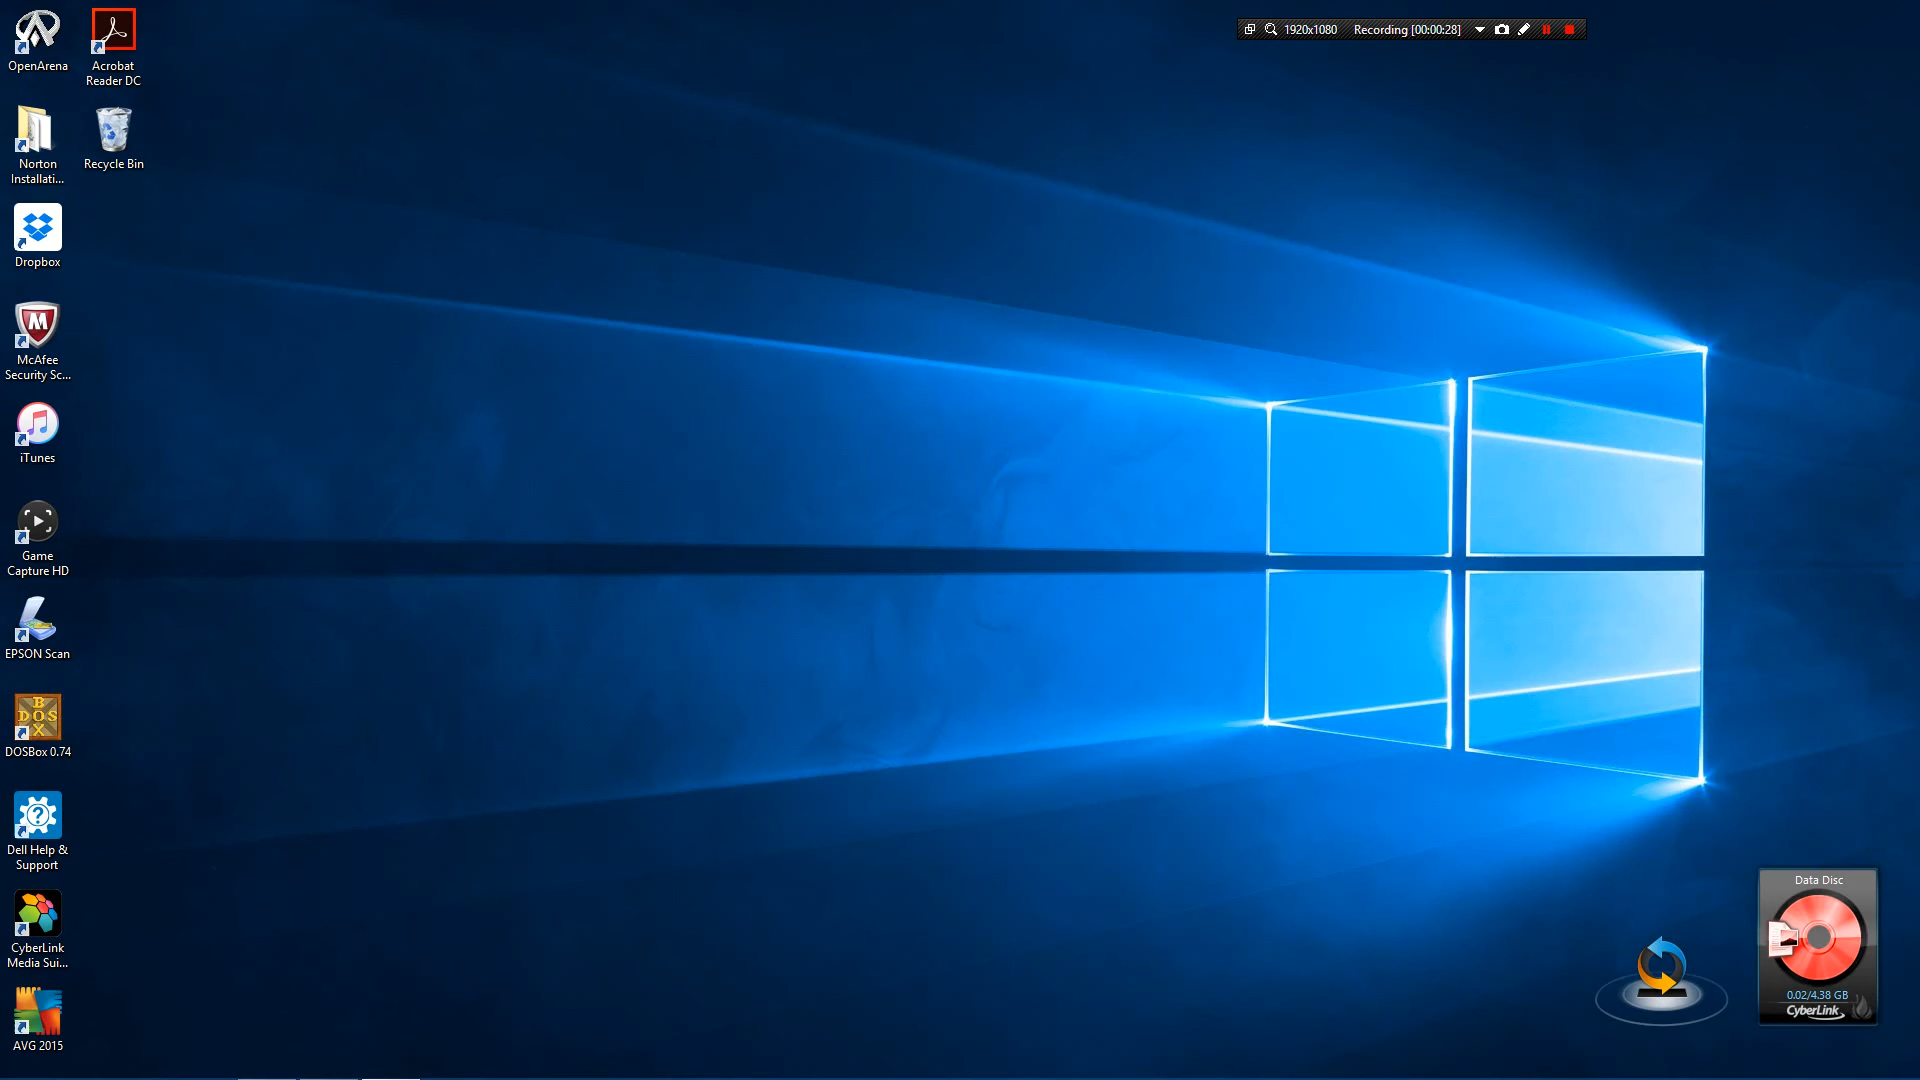 1920x1080 Recording [00:00:28]
OpenArena
Acrobat
Reader DC
Norton
Installati...
Recycle Bin
Dropbox
McAfee
Security Sc...
iTunes
Game
Capture HD
EPSON Scan
B
DOS
X
DOSBox 0.74
Dell Help &
Support
CyberLink
Media Sui...
AVG 2015
Data Disc
0.02/4.38 GB
CyberLink